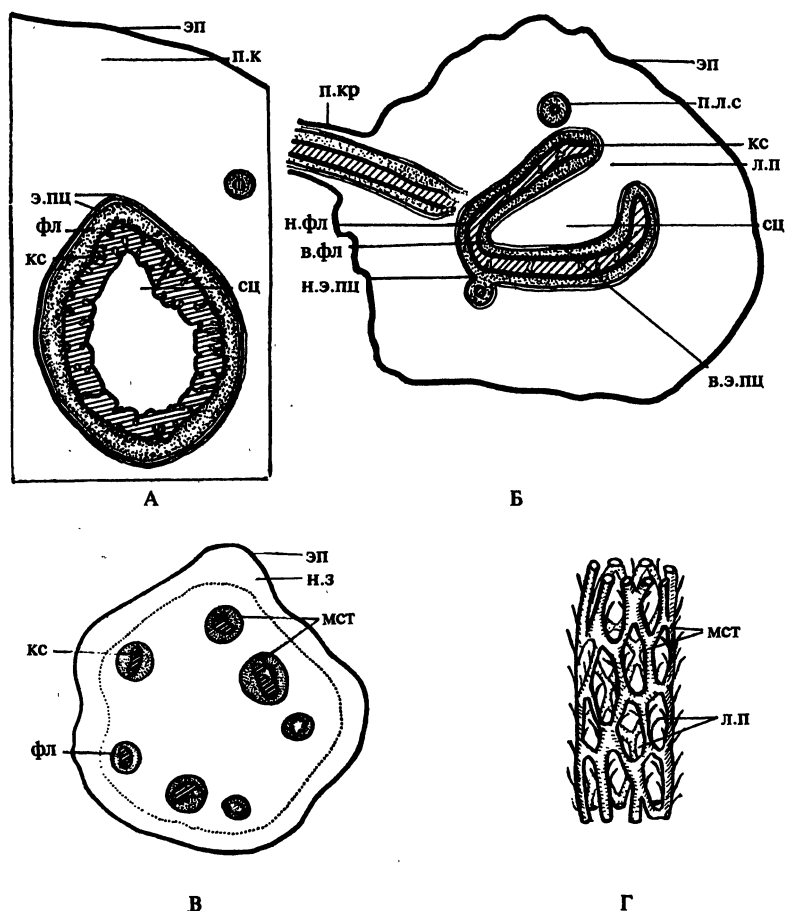 эп
п.к
э.пц
фл
кс
сц
А
эп
п.кр
п.л.с
кс
л.п
н.фл
сц
в.фл
н.э.пц
в.э.пц
Б
эп
н.з
мст
кс
фл
В
мст
л.п
Г